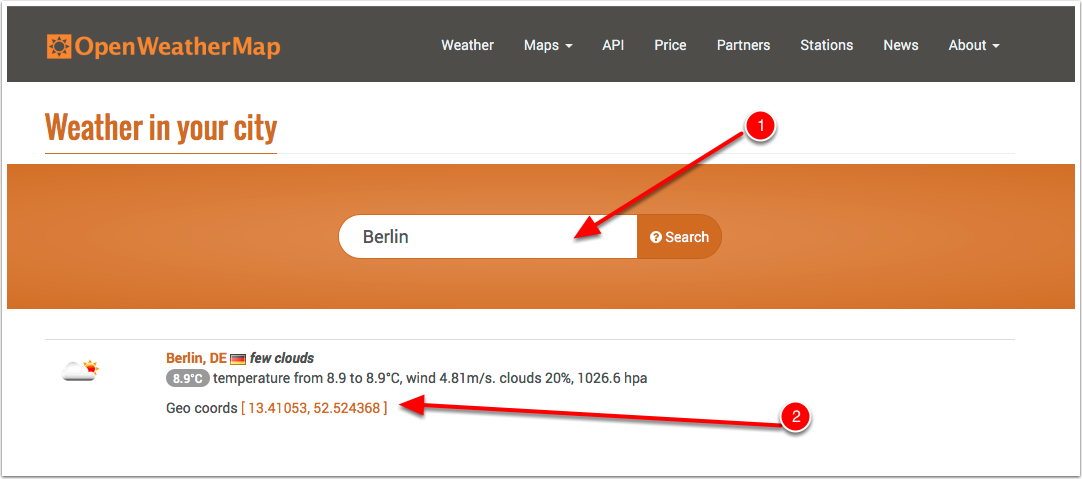 OpenWeatherMap
Weather Maps API Price Partners Stations News About
Weather in your city
1
Berlin Search
Berlin, DE few clouds
8.9°C temperature from 8.9 to 8.9°C, wind 4.81m/s. clouds 20%, 1026.6 hpa
Geo coords [ 13.41053, 52.524368 ]
2